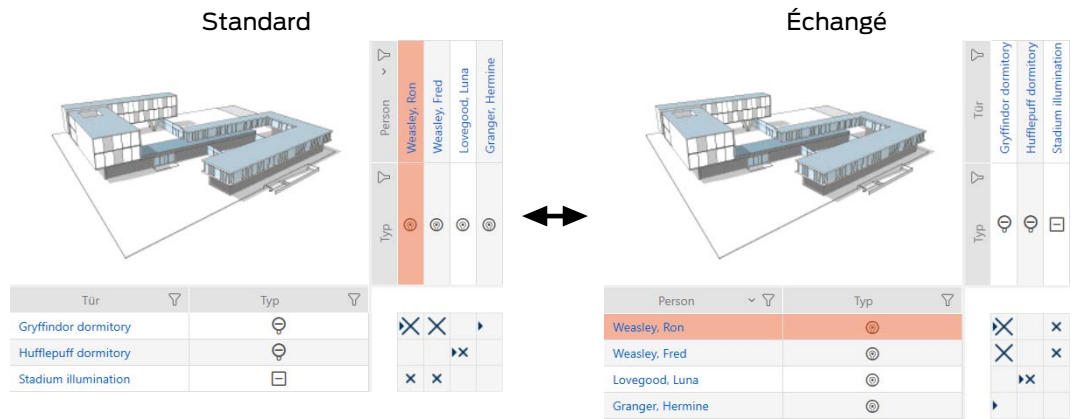 Standard
Échangé
Person
Weasley, Ron
Weasley, Fred
Lovegood, Luna
Granger, Hermine
Typ
Tür
Gryffindor dormitory
Hufflepuff dormitory
Stadium illumination
Typ
Tür
Typ
Gryffindor dormitory
Hufflepuff dormitory
Stadium illumination
Person
Typ
Weasley, Ron
Weasley, Fred
Lovegood, Luna
Granger, Hermine